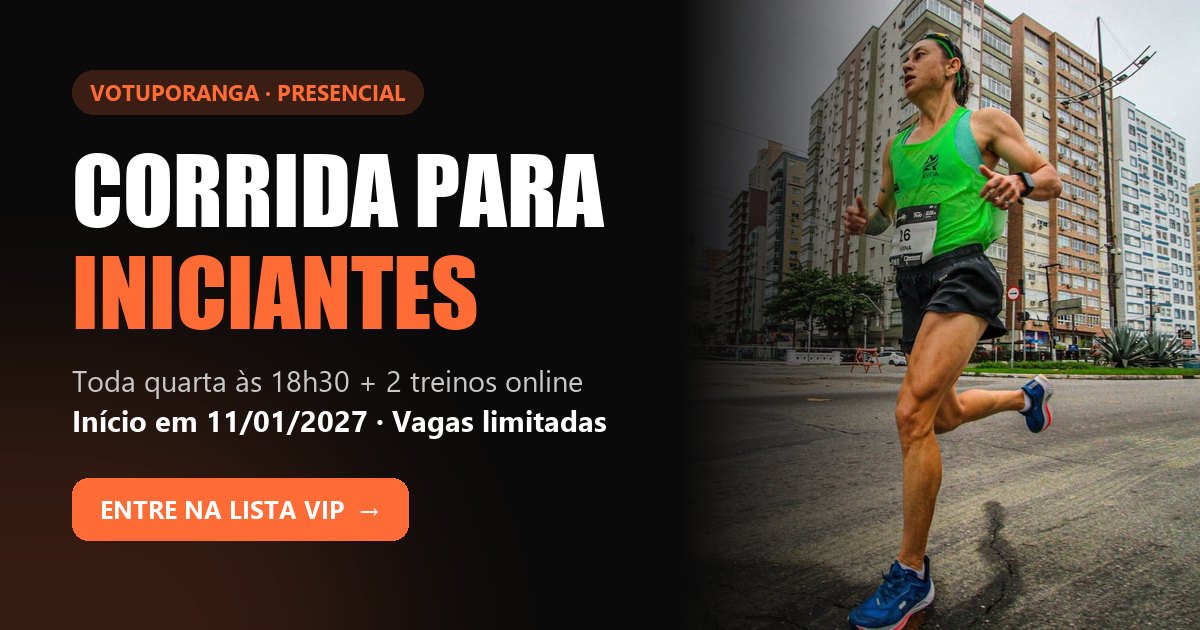 VOTUPORANGA · PRESENCIAL
CORRIDA PARA
INICIANTES
Toda quarta às 18h30 + 2 treinos online
Início em 11/01/2027 · Vagas limitadas
ENTRE NA LISTA VIP →
26